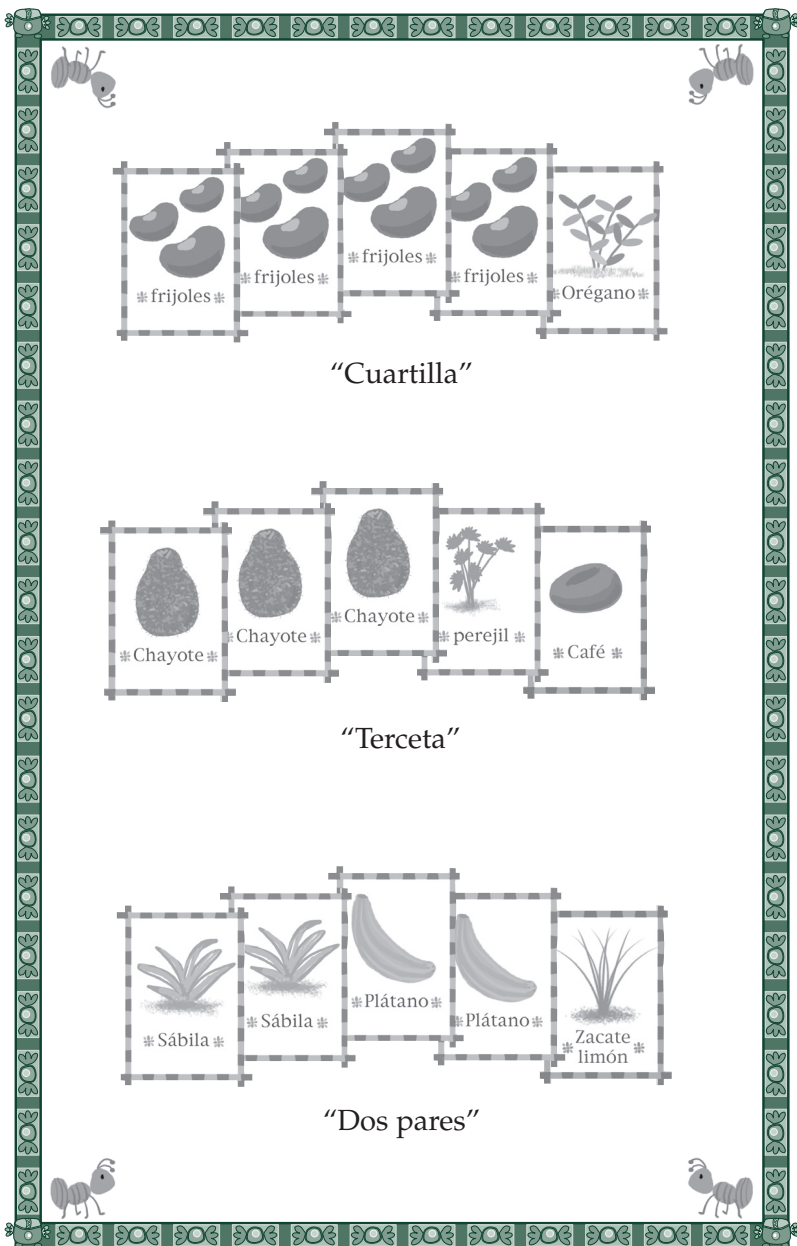 frijoles
frijoles
frijoles
frijoles
Orégano
“Cuartilla”
Chayote
Chayote
Chayote
perejil
Café
“Terceta”
Sábila
Sábila
Plátano
Plátano
Zacate
limón
“Dos pares”